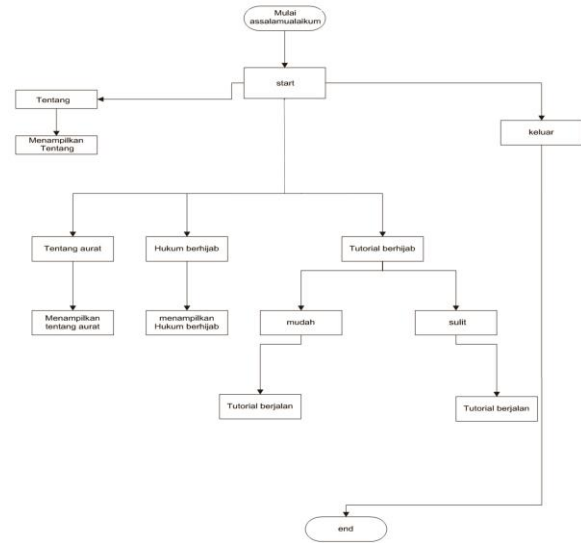 Mulai
assalamualaikum
start
Tentang
Menampilkan
Tentang
keluar
Tentang aurat
Hukum berhijab
Tutorial berhijab
Menampilkan
tentang aurat
menampilkan
Hukum berhijab
mudah
sulit
Tutorial berjalan
Tutorial berjalan
end